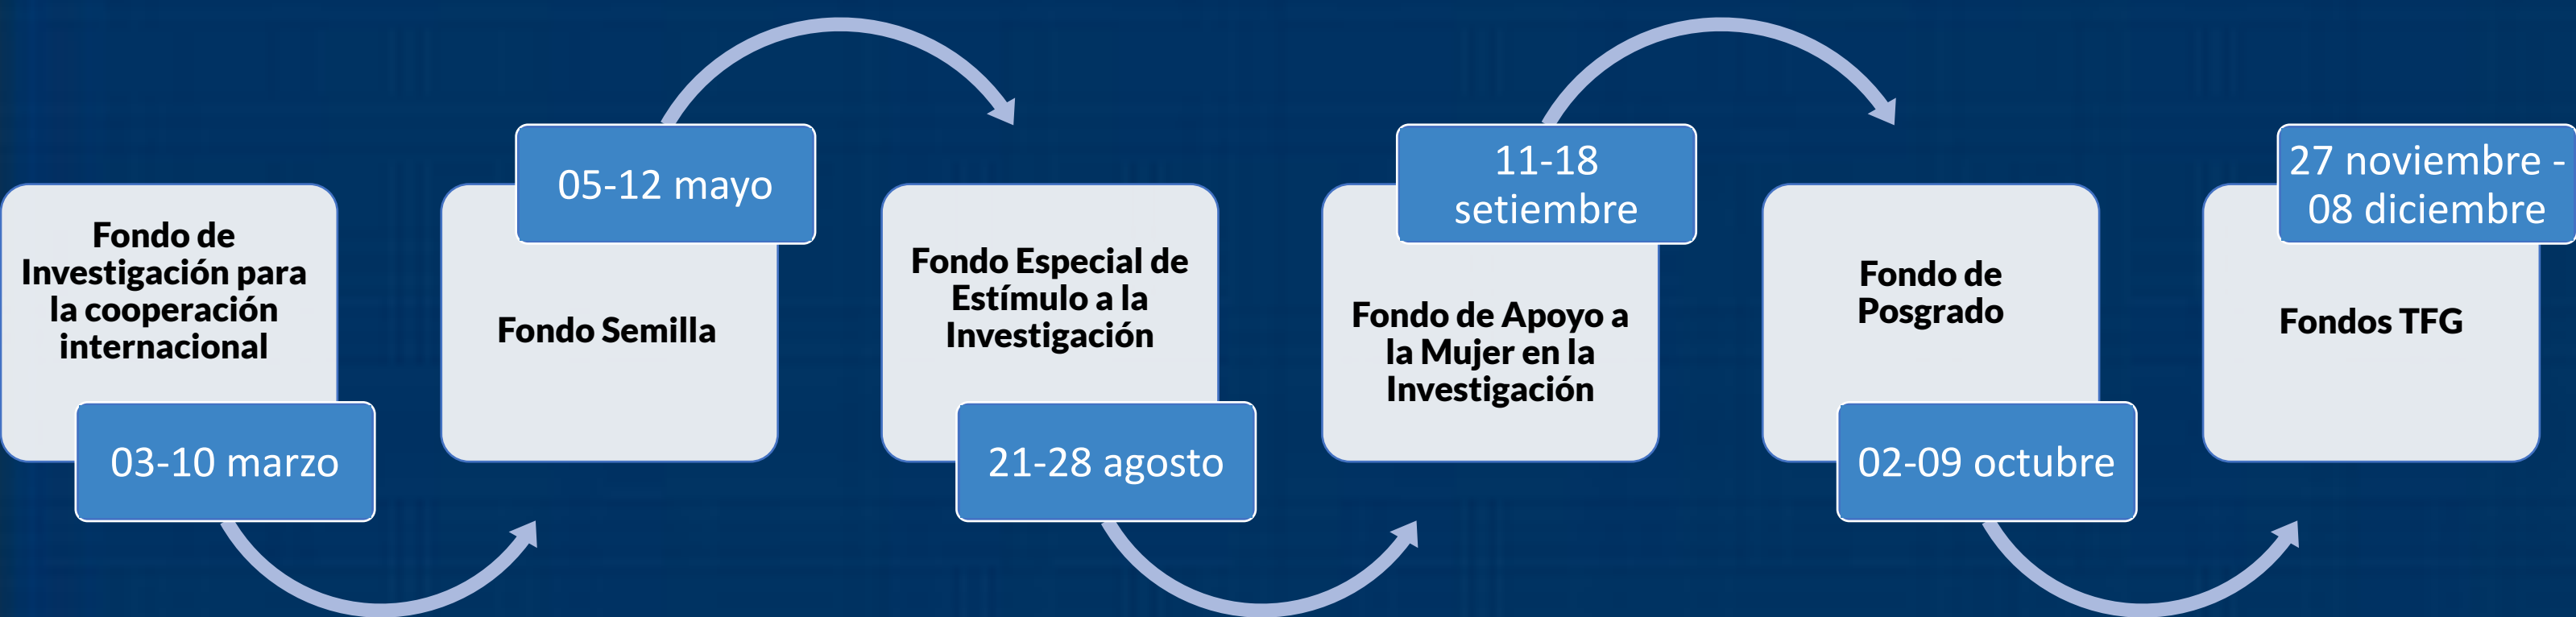 Fondo de
Investigación para
la cooperación
internacional
03-10 marzo
05-12 mayo
Fondo Semilla
Fondo Especial de
Estímulo a la
Investigación
21-28 agosto
11-18
setiembre
Fondo de Apoyo a
la Mujer en la
Investigación
Fondo de
Posgrado
02-09 octubre
27 noviembre -
08 diciembre
Fondos TFG